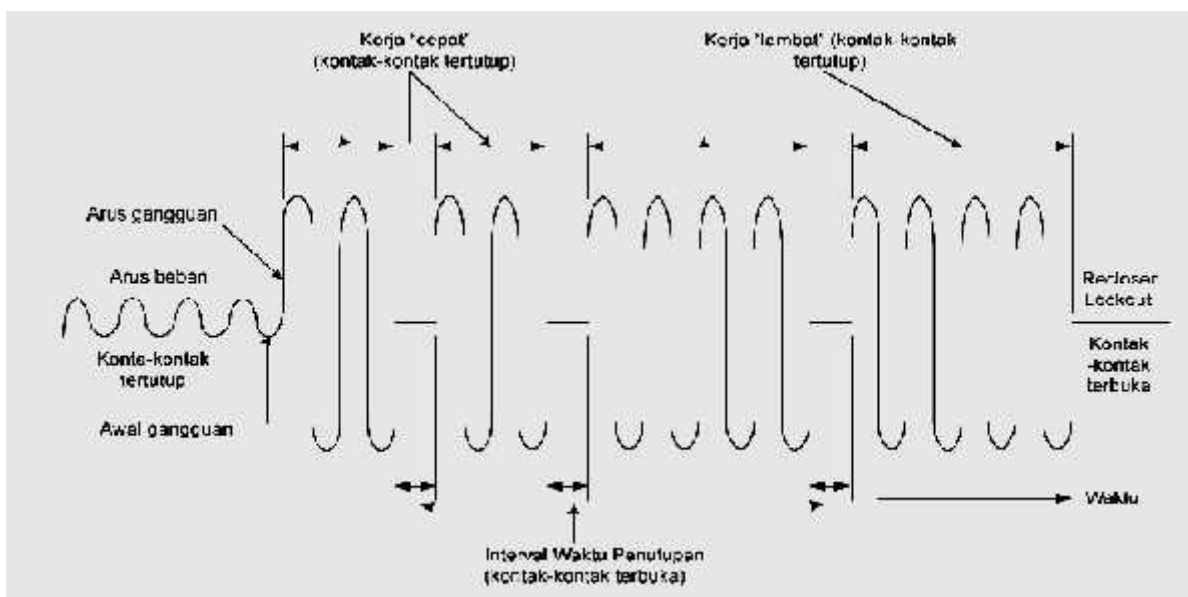 Kerja "cepat"
(kontak-kontak tertutup)
Kerja "lambat" (kontak-kontak
tertutup)
Arus gangguan
Arus beban
Konta-kontak
tertutup
Awal gangguan
Recloser
Lockout
Kontak
-kontak
terbuka
Waktu
Interval Waktu Penutupan
(kontak-kontak terbuka)